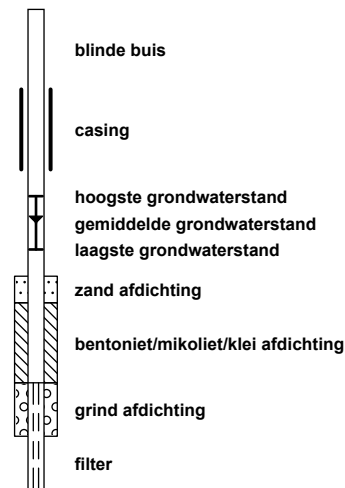 blinde buis
casing
hoogste grondwaterstand
gemiddelde grondwaterstand
laagste grondwaterstand
zand afdichting
bentoniet/mikoliet/klei afdichting
grind afdichting
filter